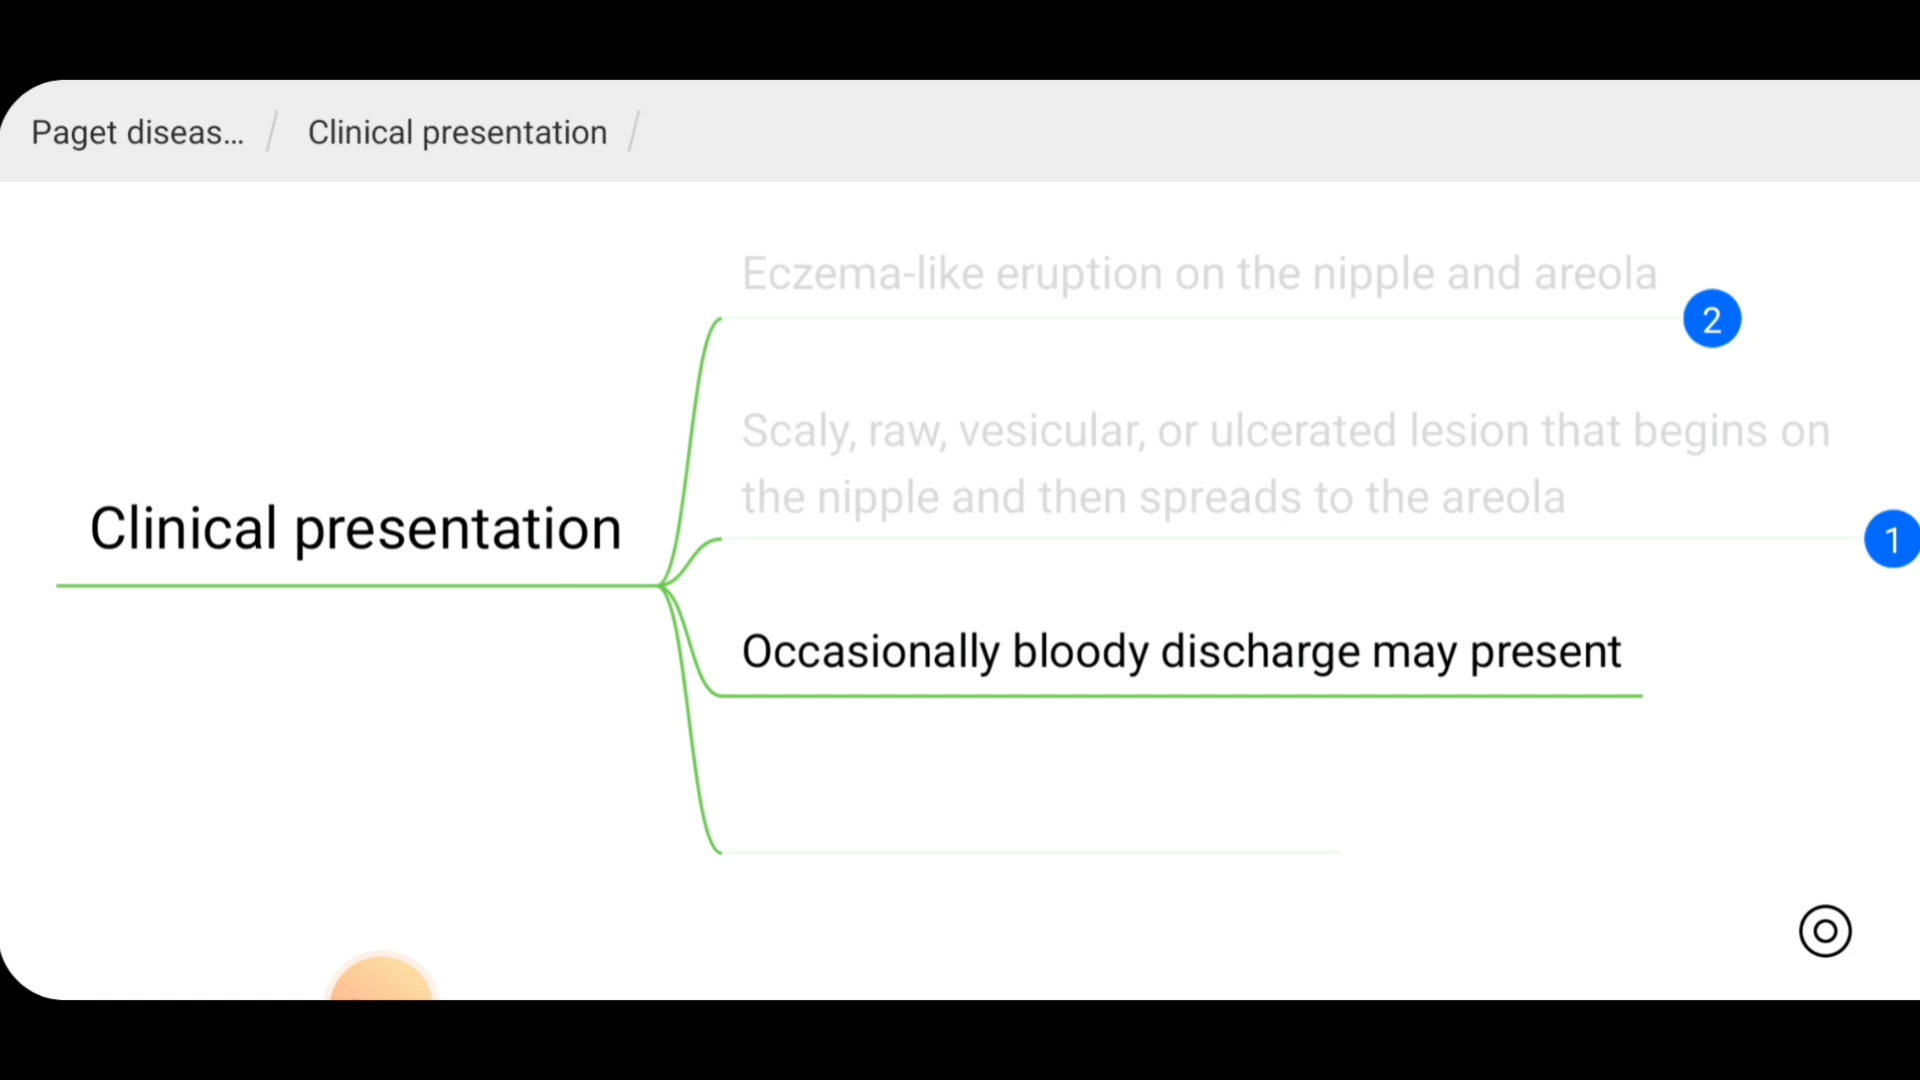 Paget diseas... / Clinical presentation /
Eczema-like eruption on the nipple and areola
2
Scaly, raw, vesicular, or ulcerated lesion that begins on
the nipple and then spreads to the areola
1
Clinical presentation
Occasionally bloody discharge may present